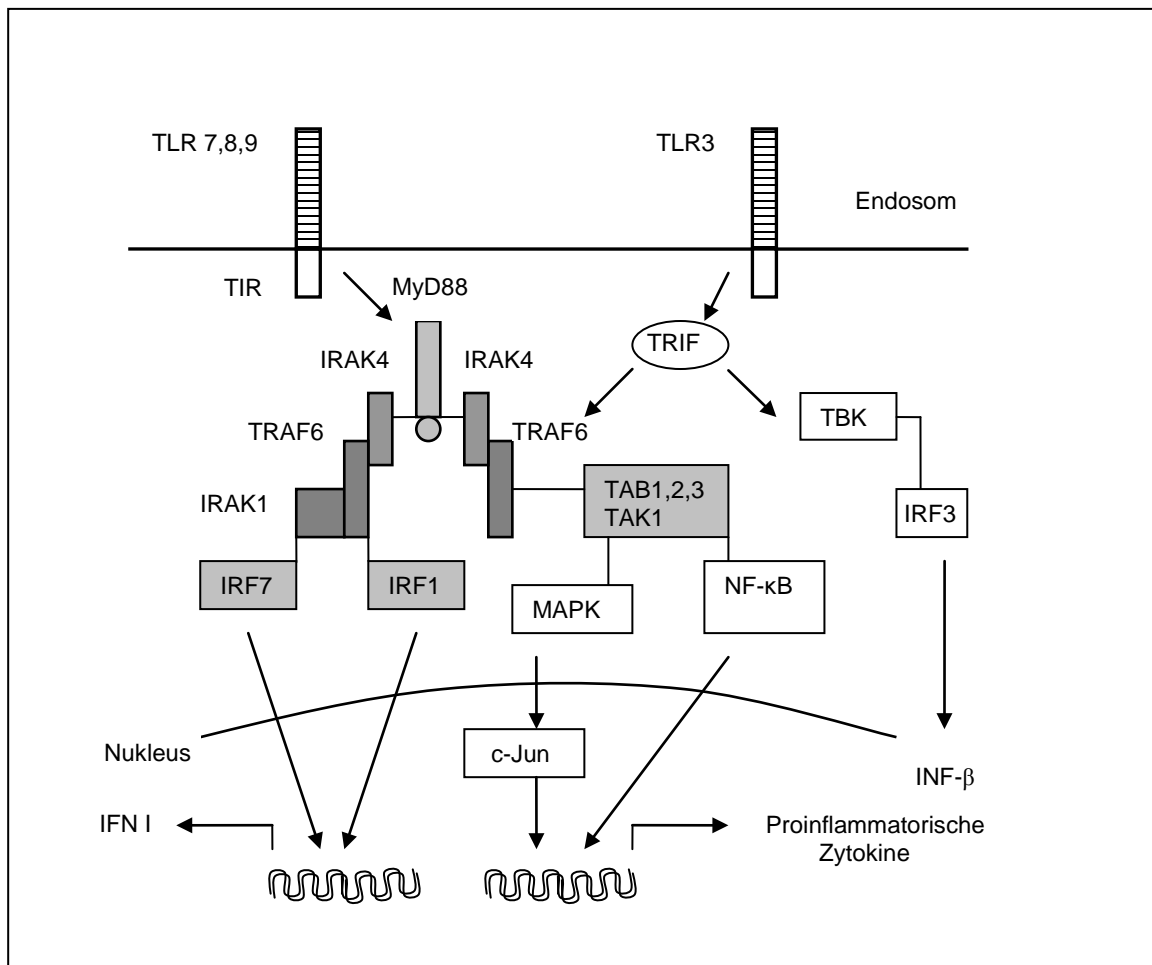 TLR 7,8,9
TLR3
Endosom
TIR
MyD88
TRIF
IRAK4
IRAK4
TBK
TRAF6
TRAF6
TAB1,2,3
TAK1
IRAK1
IRF3
IRF7
IRF1
MAPK
NF-κB
Nukleus
c-Jun
INF-β
IFN I
Proinflammatorische
Zytokine